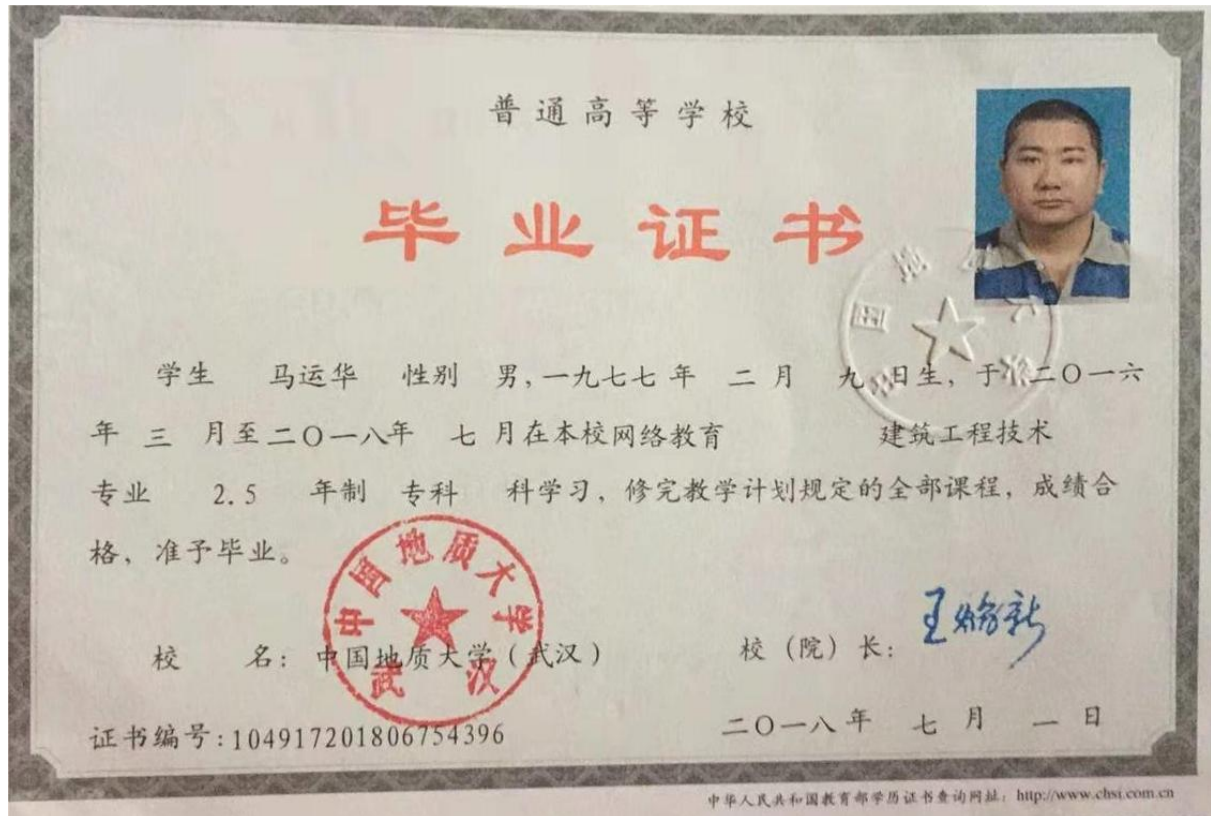 普通高等学校
毕业证书
学生 马运华 性别 男,一九七七年 二月 九日生,于二〇一六
年 三 月至二〇一八年 七 月在本校网络教育 建筑工程技术
专业 2.5 年制 专科 科学习,修完教学计划规定的全部课程,成绩合
格,准予毕业。
中国地质大学
武汉
校 名: 中国地质大学(武汉)
校(院)长:
证书编号:104917201806754396
二〇一八年 七 月 一 日
中华人民共和国教育部学历证书查询网址: http://www.chsi.com.cn